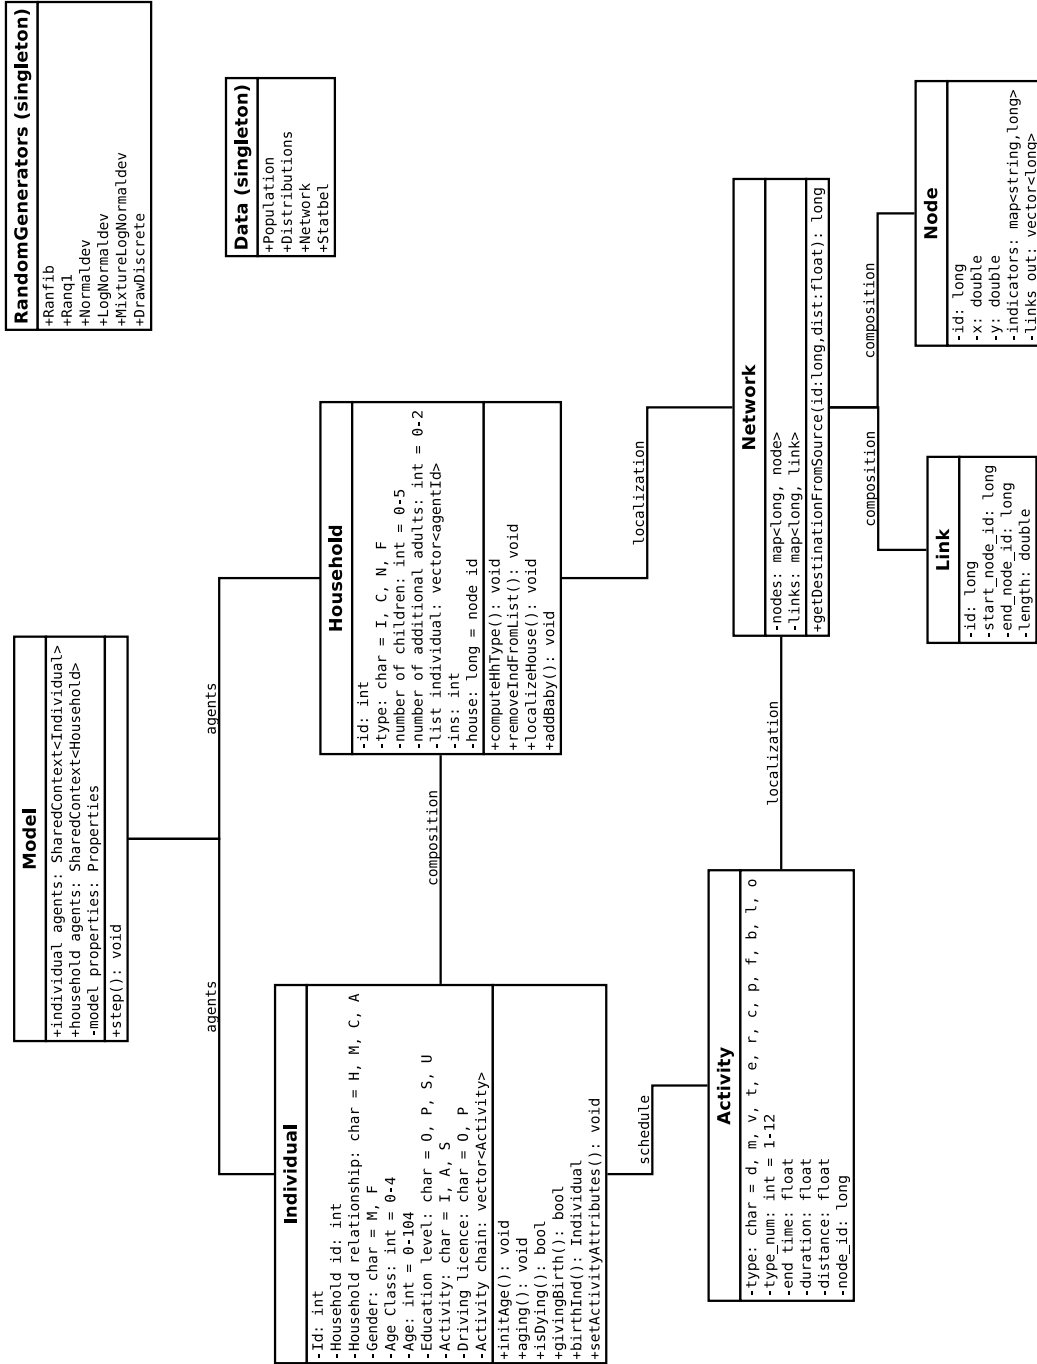 RandomGenerators (singleton)
+Ranfib
+Ranq1
+Normaldev
+LogNormaldev
+MixtureLogNormaldev
+DrawDiscrete
Data (singleton)
+Population
+Distributions
+Network
+Statbel
Model
+individual agents: SharedContext<Individual>
+household agents: SharedContext<Household>
-model properties: Properties
+step(): void
agents
agents
Individual
-Id: int
-Household id: int
-Household relationship: char = H, M, C, A
-Gender: char = M, F
-Age Class: int = 0-4
-Age: int = 0-104
-Education level: char = O, P, S, U
-Activity: char = I, A, S
-Driving licence: char = O, P
-Activity chain: vector<Activity>
+initAge(): void
+aging(): void
+isDying(): bool
+givingBirth(): bool
+birthInd(): Individual
+setActivityAttributes(): void
composition
Household
-id: int
-type: char = I, C, N, F
-number of children: int = 0-5
-number of additional adults: int = 0-2
-list individual: vector<agentId>
-ins: int
-house: long = node id
+computeHhType(): void
+removeIndFromList(): void
+localizeHouse(): void
+addBaby(): void
schedule
localization
Activity
-type: char = d, m, v, t, e, r, c, p, f, b, l, o
-type_num: int = 1-12
-end time: float
-duration: float
-distance: float
-node_id: long
localization
Network
-nodes: map<long, node>
-links: map<long, link>
+getDestinationFromSource(id:long,dist:float): long
composition
composition
Link
-id: long
-start_node_id: long
-end_node_id: long
-length: double
Node
-id: long
-x: double
-y: double
-indicators: map<string,long>
-links out: vector<long>